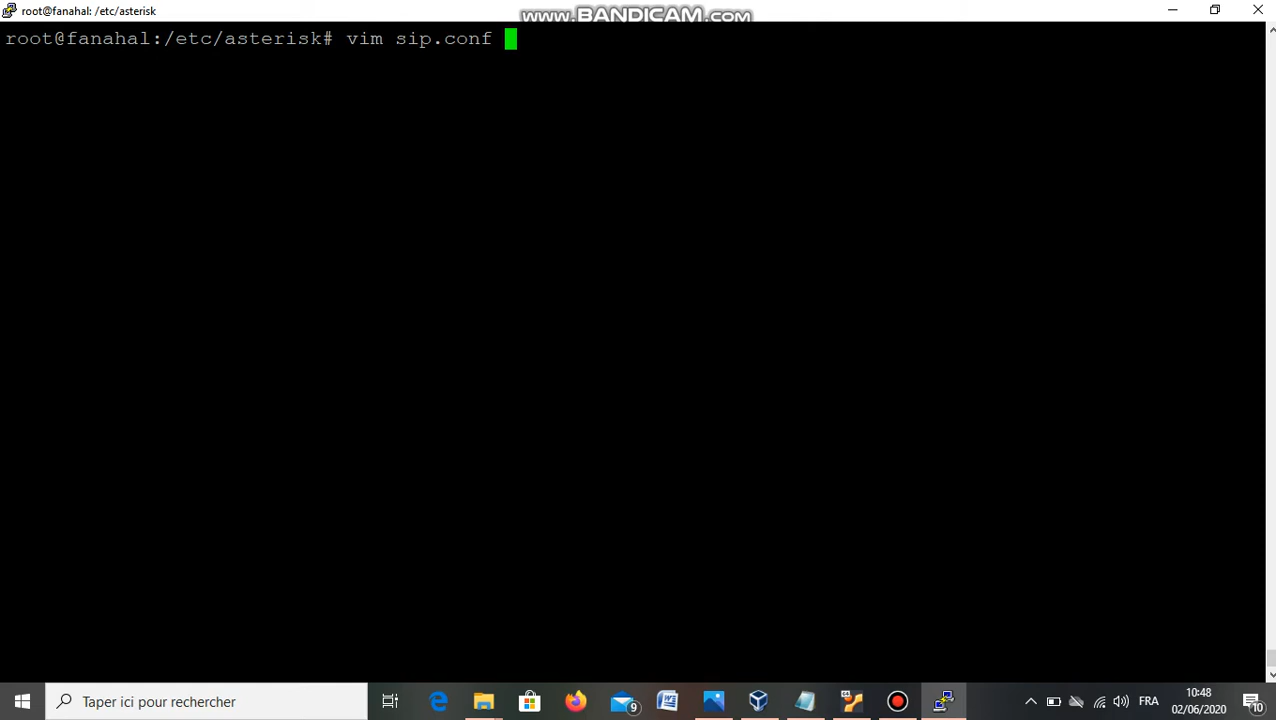 root@fanahal: /etc/asterisk
www.BANDICAM.com
root@fanahal:/etc/asterisk# vim sip.conf
Taper ici pour rechercher
9
64
FRA
10:48
02/06/2020
10